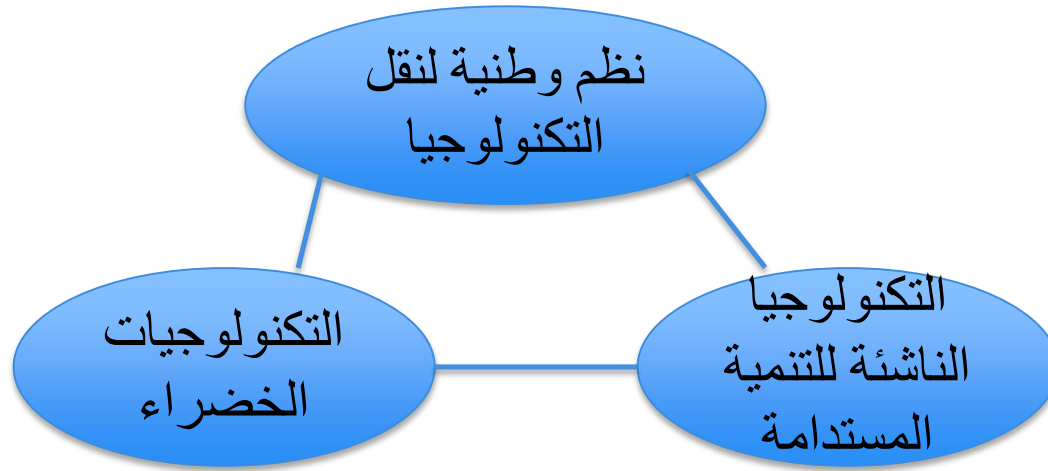 نظم وطنية لنقل
التكنولوجيا
التكنولوجيا
الناشئة للتنمية
المستدامة
التكنولوجيات
الخضراء